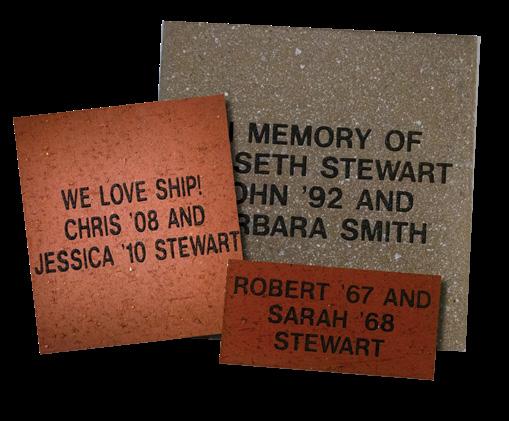 WE LOVE SHIP!
CHRIS '08 AND
JESSICA '10 STEWART
MEMORY OF
SETH STEWART
'92 AND
SMITH
ROBERT '67 AND
SARAH '68
STEWART